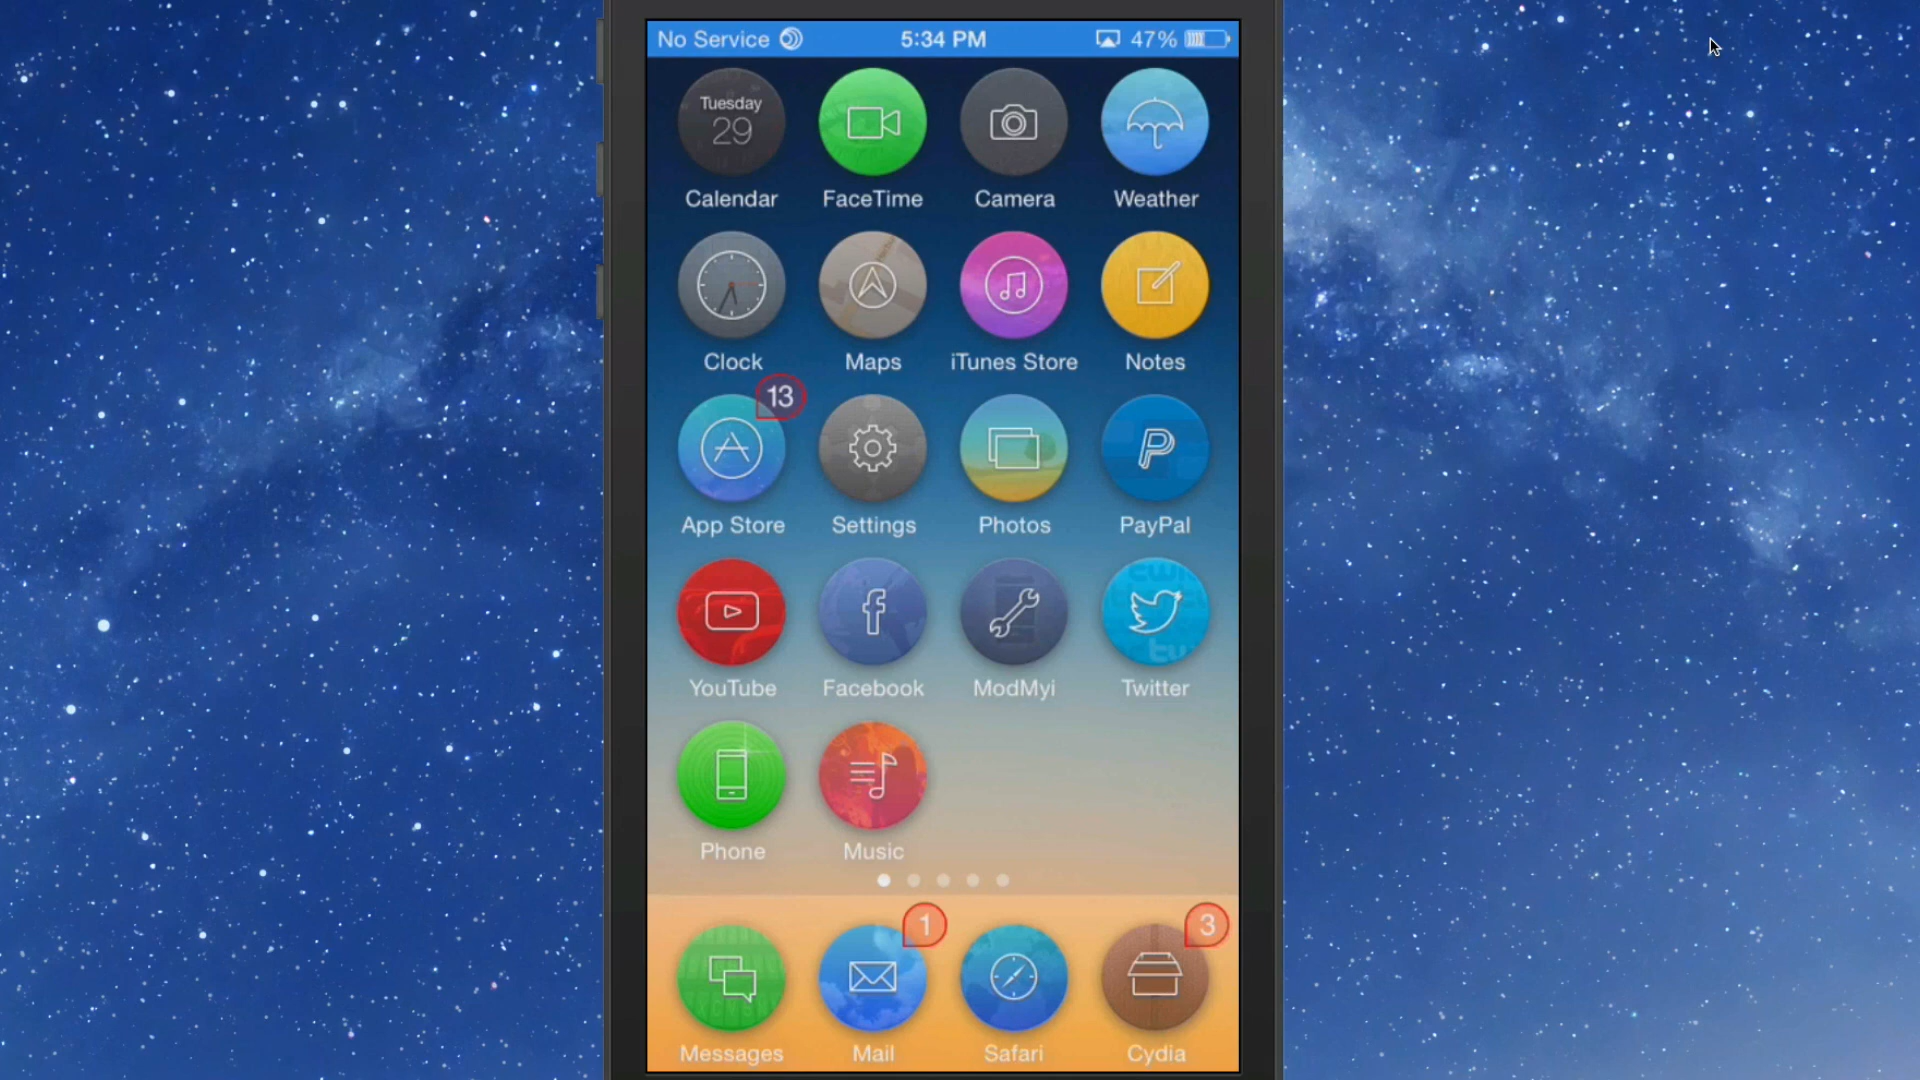 No Service 5:34 PM 47%
Tuesday
29
Calendar FaceTime Camera Weather
Clock Maps iTunes Store Notes
13
App Store Settings Photos PayPal
YouTube Facebook ModMyi Twitter
Phone Music
1 3
Messages Mail Safari Cydia